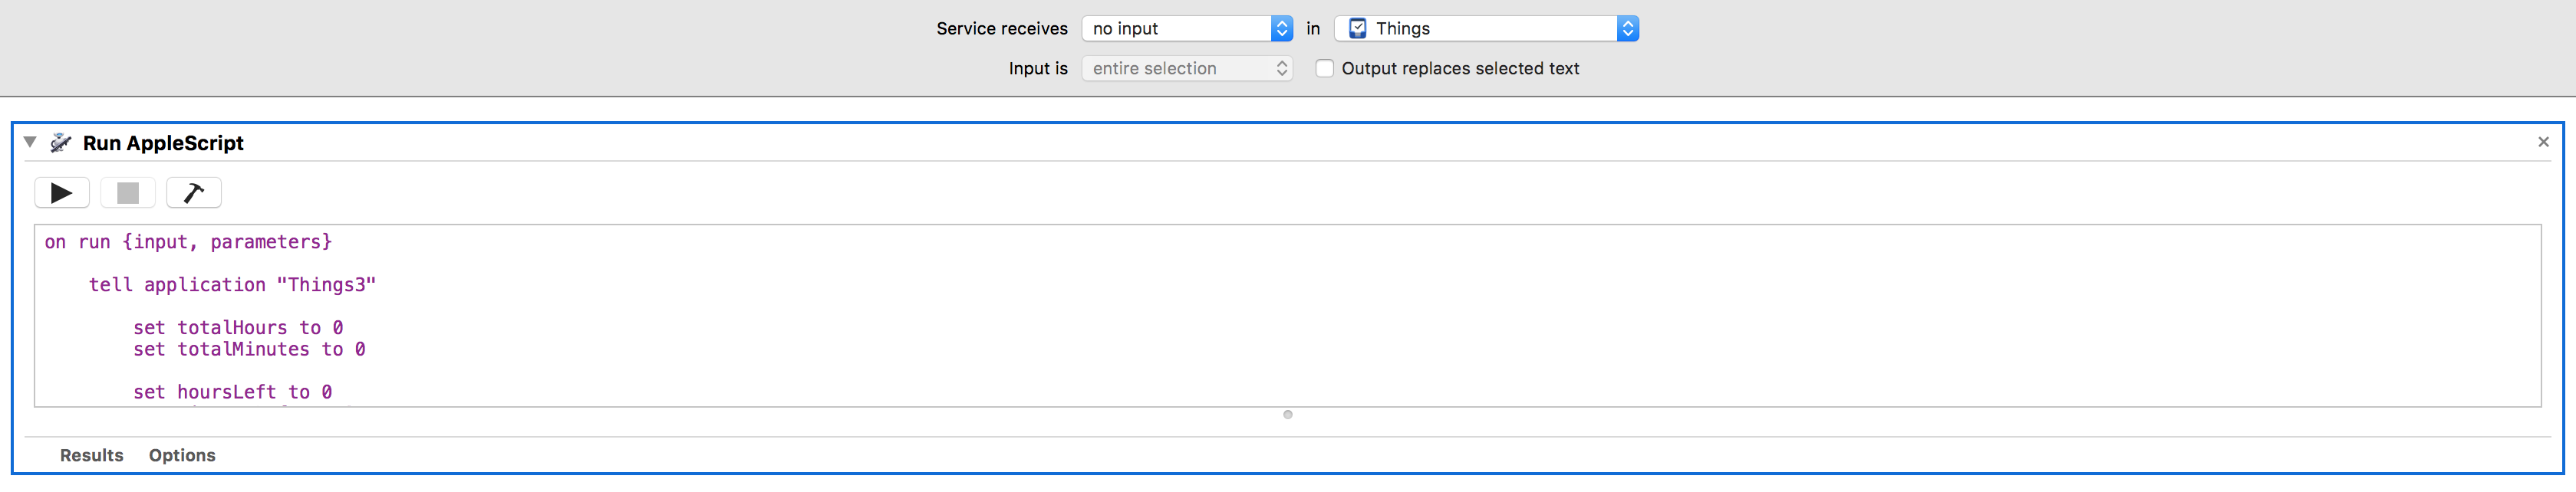 Service receives no input in Things
Input is entire selection Output replaces selected text
Run AppleScript
on run {input, parameters}
tell application "Things3"
set totalHours to 0
set totalMinutes to 0
set hoursLeft to 0
Results Options